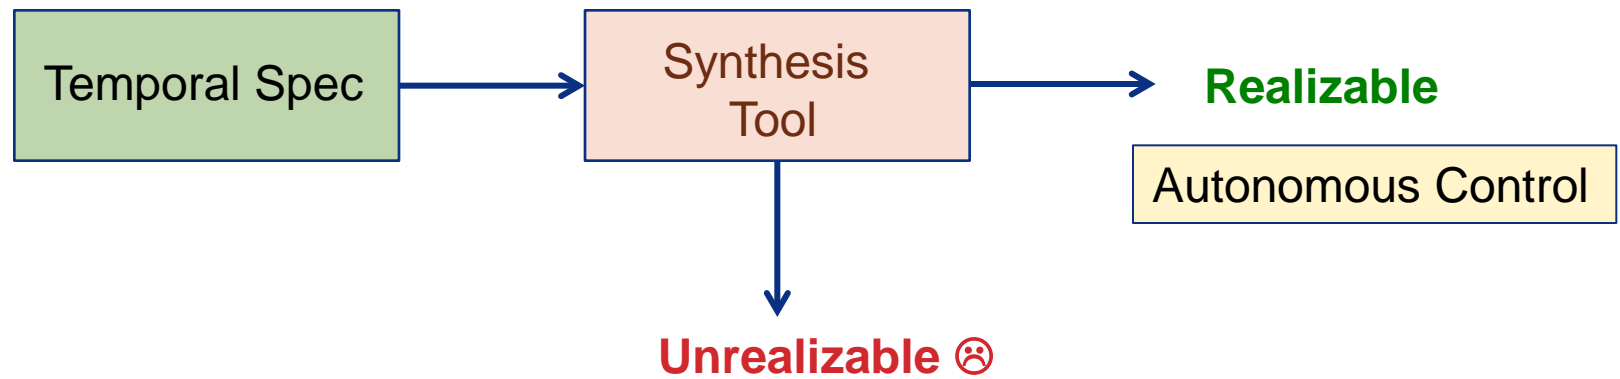 Temporal Spec
Synthesis
Tool
Realizable
Autonomous Control
Unrealizable ☹